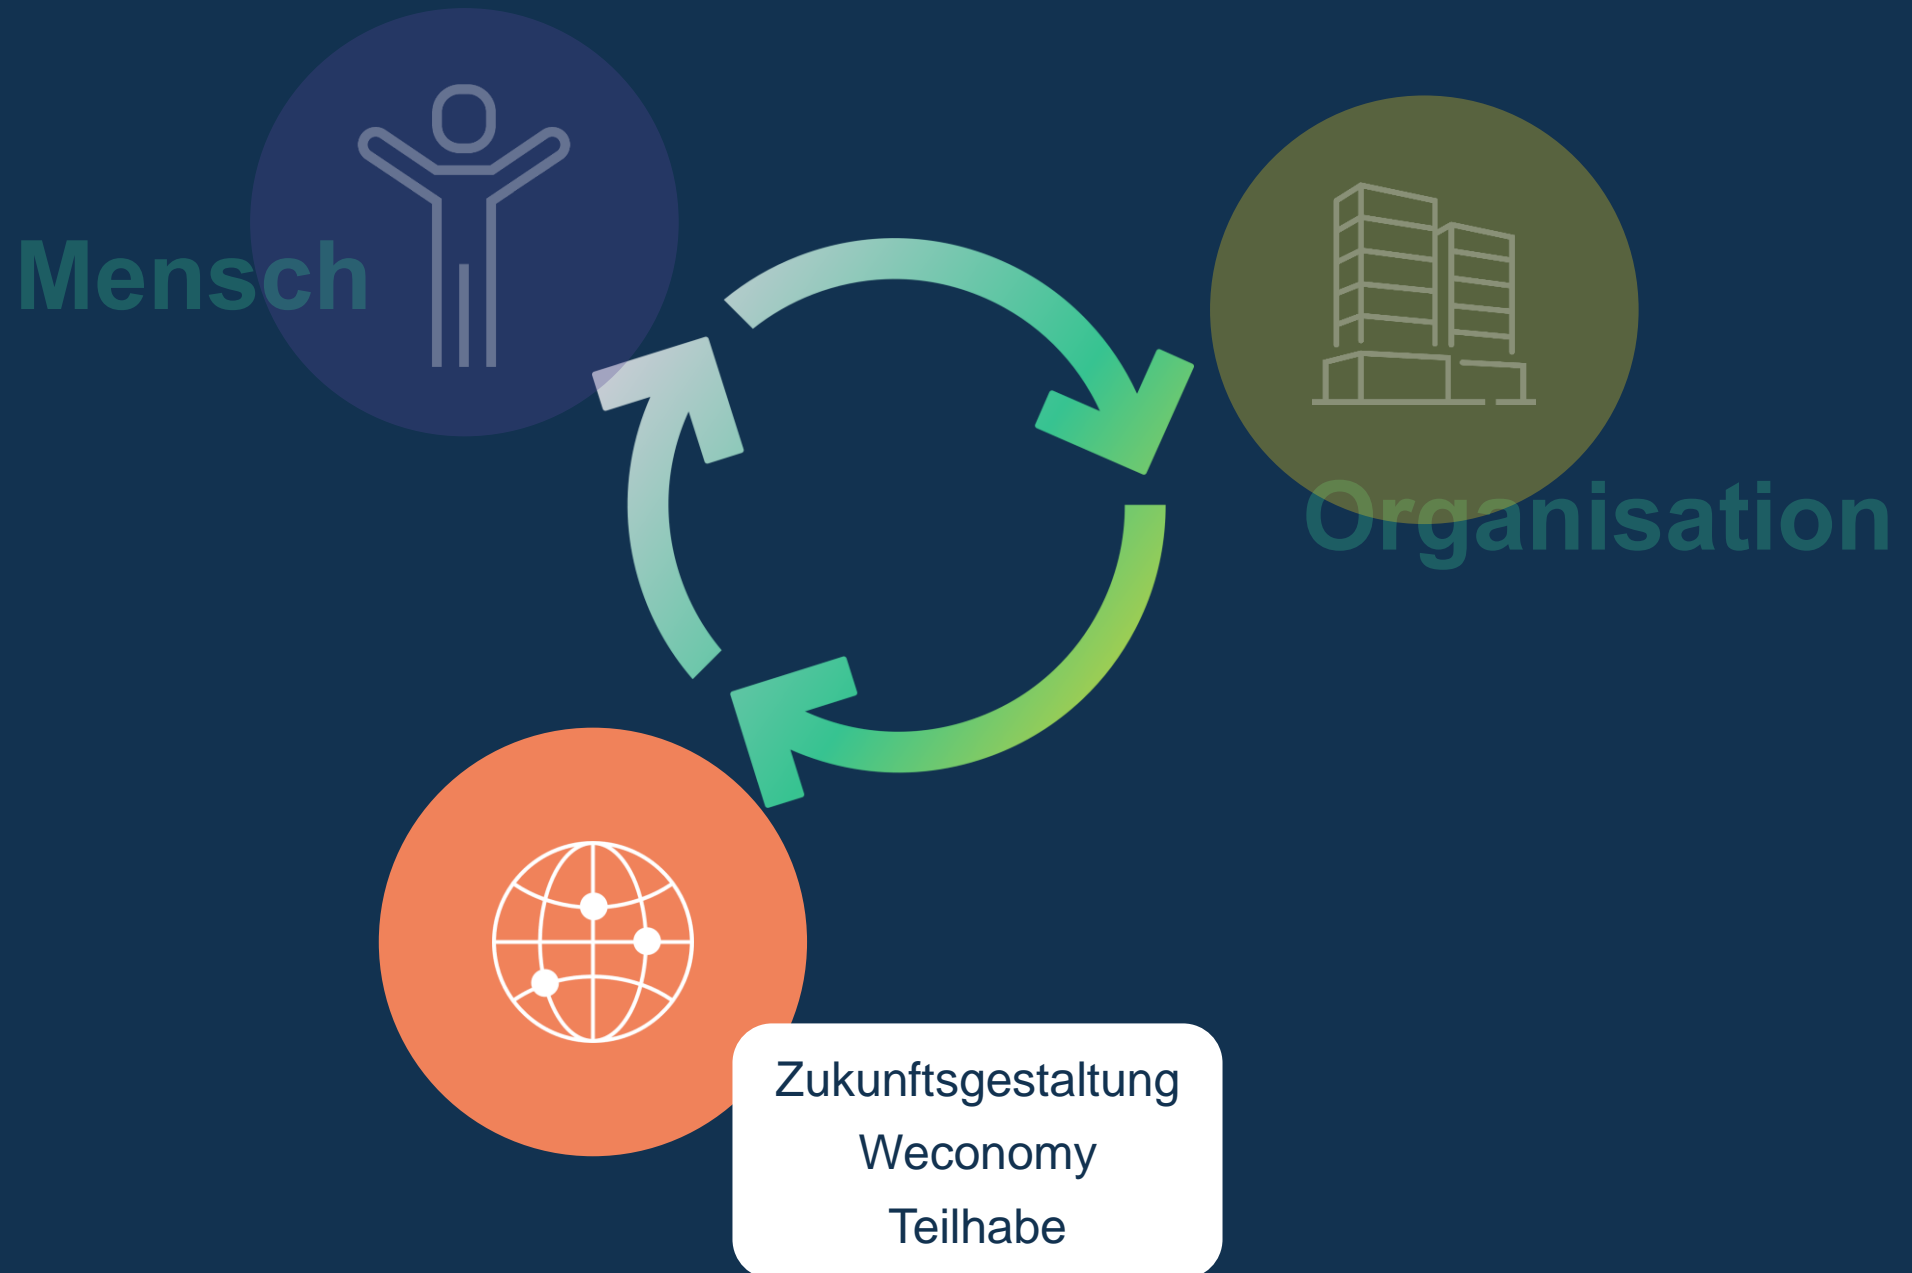 Mensch
Organisation
Zukunftsgestaltung
Weconomy
Teilhabe